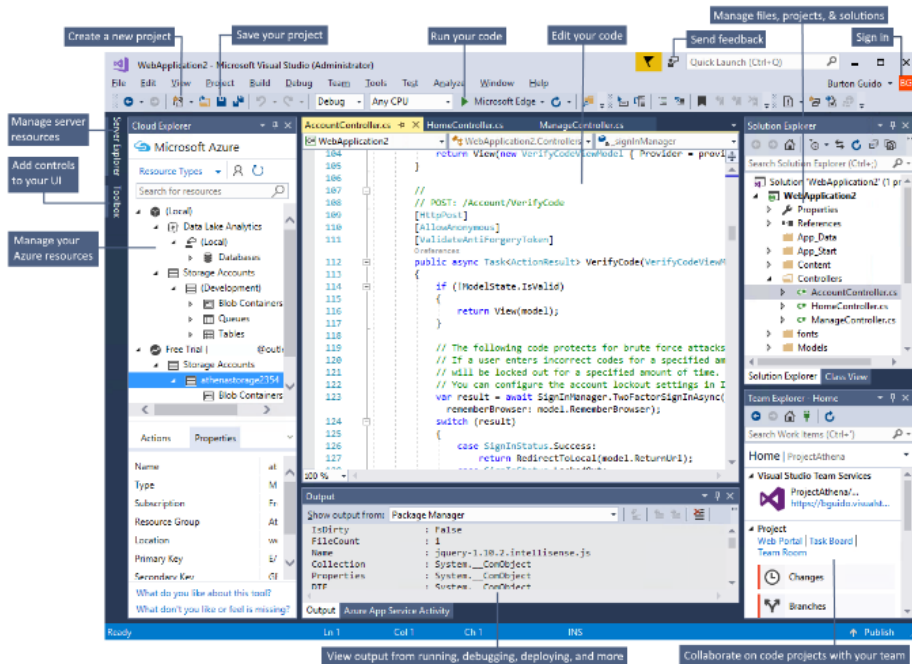 Manage files, projects, & solutions
Create a new project
Save your project
Run your code
Edit your code
Send feedback
Sign in
WebApplication2 - Microsoft Visual Studio (Administrator)
Quick Launch (Ctrl+Q)
File Edit View Project Build Debug Team Tools Test Analyze Window Help
Burton Guido
BG
Debug
Any CPU
Microsoft Edge
Manage server
resources
Add controls
to your UI
Manage your
Azure resources
Server Explorer
Toolbox
Cloud Explorer
Microsoft Azure
Resource Types
Search for resources
(Local)
Data Lake Analytics
(Local)
Databases
Storage Accounts
(Development)
Blob Containers
Queues
Tables
Free Trial |
@outl
Storage Accounts
athenastorage2354
Blob Containers
Actions
Properties
Name at
Type M
Subscription Fr
Resource Group At
Location
Primary Key E/
Secondary Key GI
What do you like about this tool?
What don't you like or feel is missing?
AccountController.cs
HomeController.cs
ManageController.cs
WebApplication2
WebApplication2.Controllers
_signInManager
104 return View(new VerifyCodeViewModel { Provider = provi
105 }
106
107 //
108 // POST: /Account/VerifyCode
109 [HttpPost]
110 [AllowAnonymous]
111 [ValidateAntiForgeryToken]
0 references
112 public async Task<ActionResult> VerifyCode(VerifyCodeViewM
113 {
114 if (!ModelState.IsValid)
115 {
116 return View(model);
117 }
118
119 // The following code protects for brute force attacks
120 // If a user enters incorrect codes for a specified am
121 // will be locked out for a specified amount of time.
122 // You can configure the account lockout settings in I
123 var result = await SignInManager.TwoFactorSignInAsync(
rememberBrowser: model.RememberBrowser);
124 switch (result)
125 {
126 case SignInStatus.Success:
127 return RedirectToLocal(model.ReturnUrl);
100 %
Output
Show output from: Package Manager
IsDirty : False
FileCount : 1
Name : jquery-1.10.2.intellisense.js
Collection : System.__ComObject
Properties : System.__ComObject
DTE : System.__ComObject
Output
Azure App Service Activity
Solution Explorer
Search Solution Explorer (Ctrl+;)
Solution 'WebApplication2' (1 pr
WebApplication2
Properties
References
App_Data
App_Start
Content
Controllers
AccountController.cs
HomeController.cs
ManageController.cs
fonts
Models
Solution Explorer
Class View
Team Explorer - Home
Search Work Items (Ctrl+')
Home | ProjectAthena
Visual Studio Team Services
ProjectAthena/...
https://bguido.visualst...
Project
Web Portal | Task Board |
Team Room
Changes
Branches
Ready
Ln 1
Col 1
Ch 1
INS
Publish
View output from running, debugging, deploying, and more
Collaborate on code projects with your team